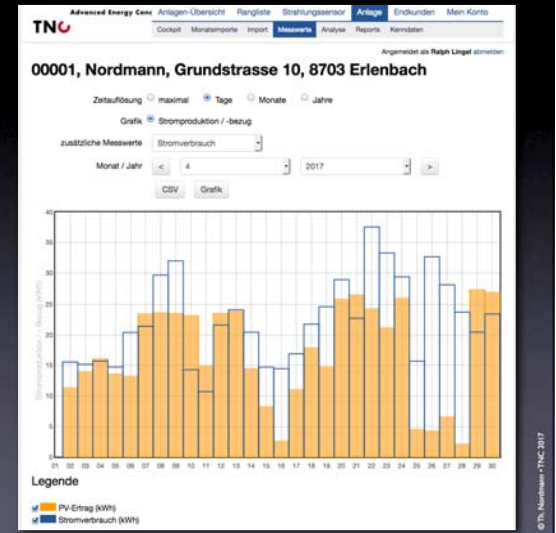 Advanced Energy Conc
TNC
Anlagen-Übersicht Rangliste Strahlungssensor Anlage Endkunden Mein Konto
Cockpit Monatsimporte Import Messwerte Analyse Reports Kenndaten
Angemeldet als Ralph Lingel abmelden
00001, Nordmann, Grundstrasse 10, 8703 Erlenbach
Zeitauflösung maximal Tage Monate Jahre
Grafik Stromproduktion / -bezug
zusätzliche Messwerte Stromverbrauch
Monat / Jahr < 4 2017 >
CSV Grafik
Stromproduktion / - Bezug (kWh)
40
35
30
25
20
15
10
5
0
01 02 03 04 05 06 07 08 09 10 11 12 13 14 15 16 17 18 19 20 21 22 23 24 25 26 27 28 29 30
Legende
PV-Ertrag (kWh)
Stromverbrauch (kWh)
© Th. Nordmann • TNC 2017